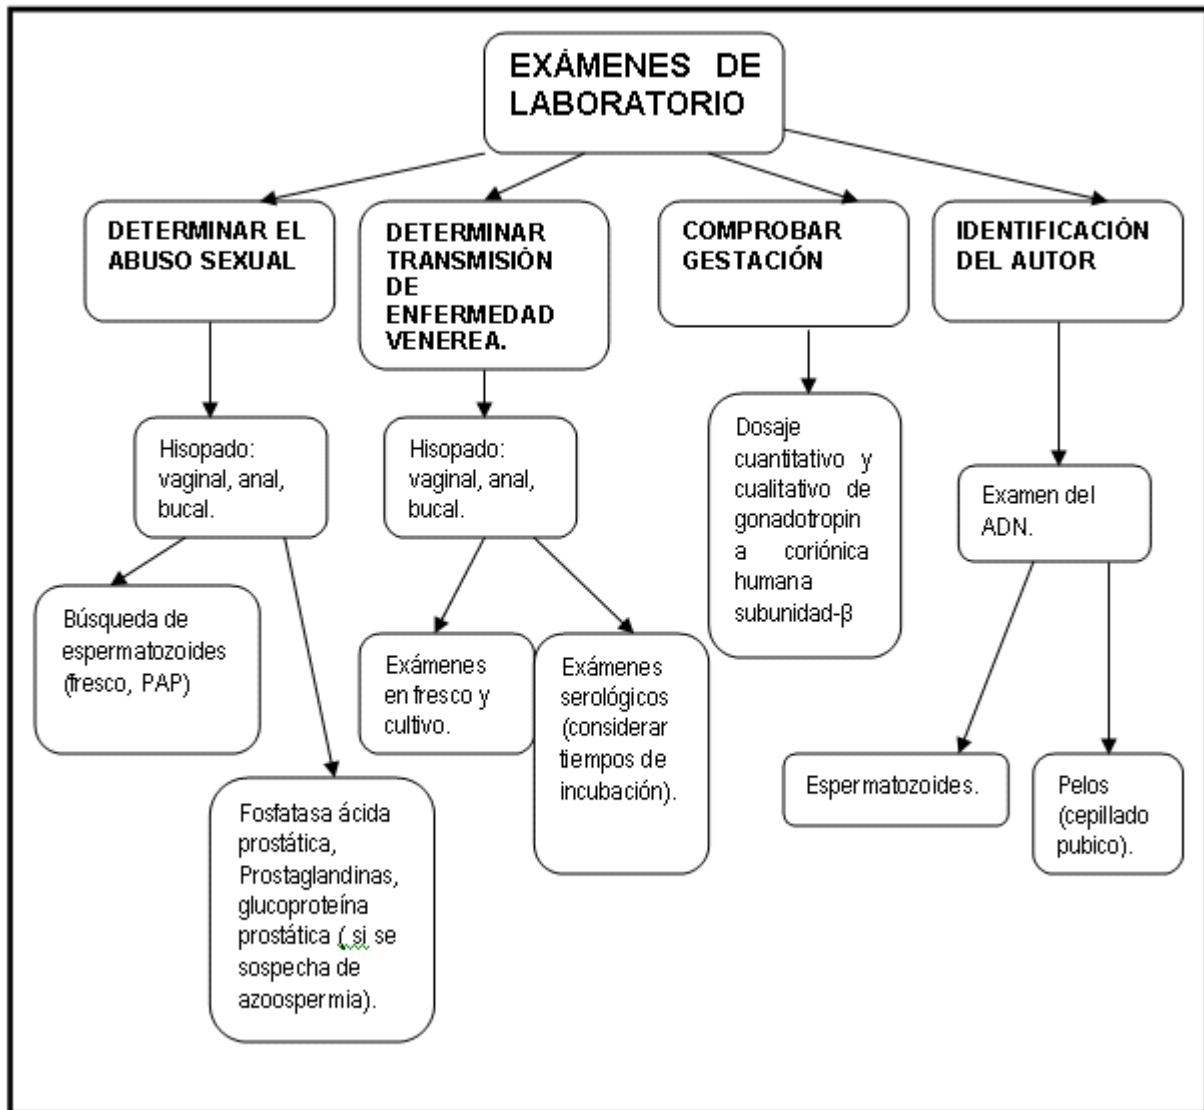 EXÁMENES DE
LABORATORIO
DETERMINAR EL
ABUSO SEXUAL
DETERMINAR
TRANSMISIÓN
DE
ENFERMEDAD
VENEREA.
COMPROBAR
GESTACIÓN
IDENTIFICACIÓN
DEL AUTOR
Hisopado:
vaginal, anal,
bucal.
Hisopado:
vaginal, anal,
bucal.
Dosaje
cuantitativo y
cualitativo de
gonadotropin
a coriónica
humana
subunidad-β
Examen del
ADN.
Búsqueda de
espermatozoides
(fresco, PAP)
Exámenes
en fresco y
cultivo.
Exámenes
serológicos
(considerar
tiempos de
incubación).
Espermatozoides.
Pelos
(cepillado
pubico).
Fosfatasa ácida
prostática,
Prostaglandinas,
glucoproteína
prostática ( si se
sospecha de
azoospermia).